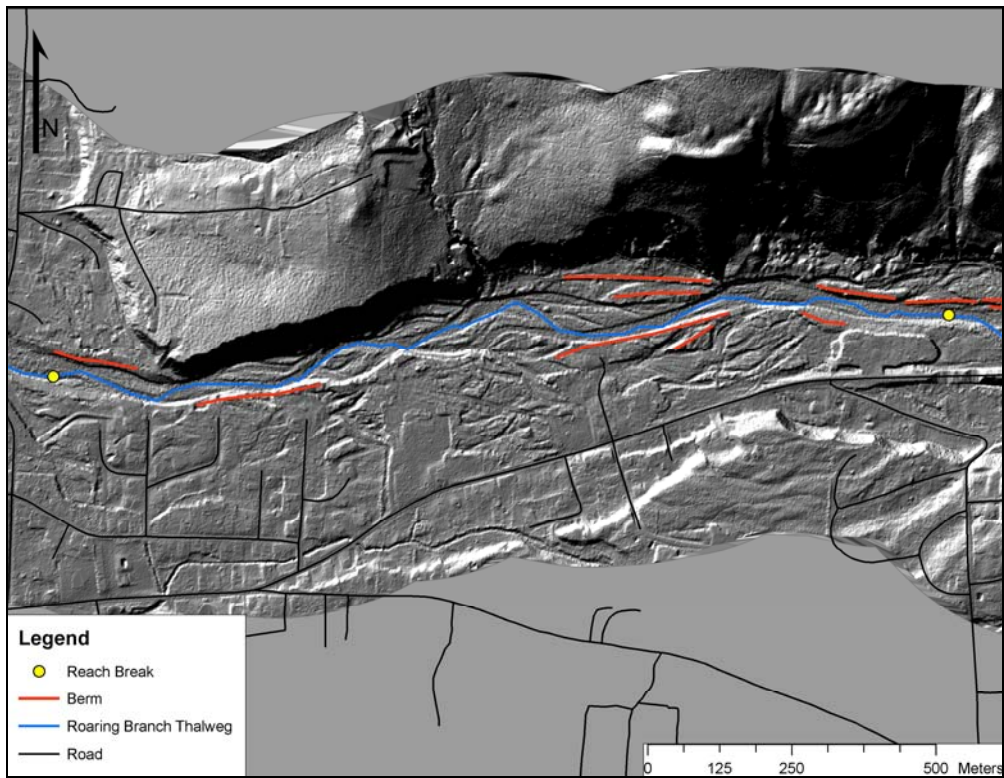 N
Legend
Reach Break
Berm
Roaring Branch Thalweg
Road
0 125 250 500 Meters